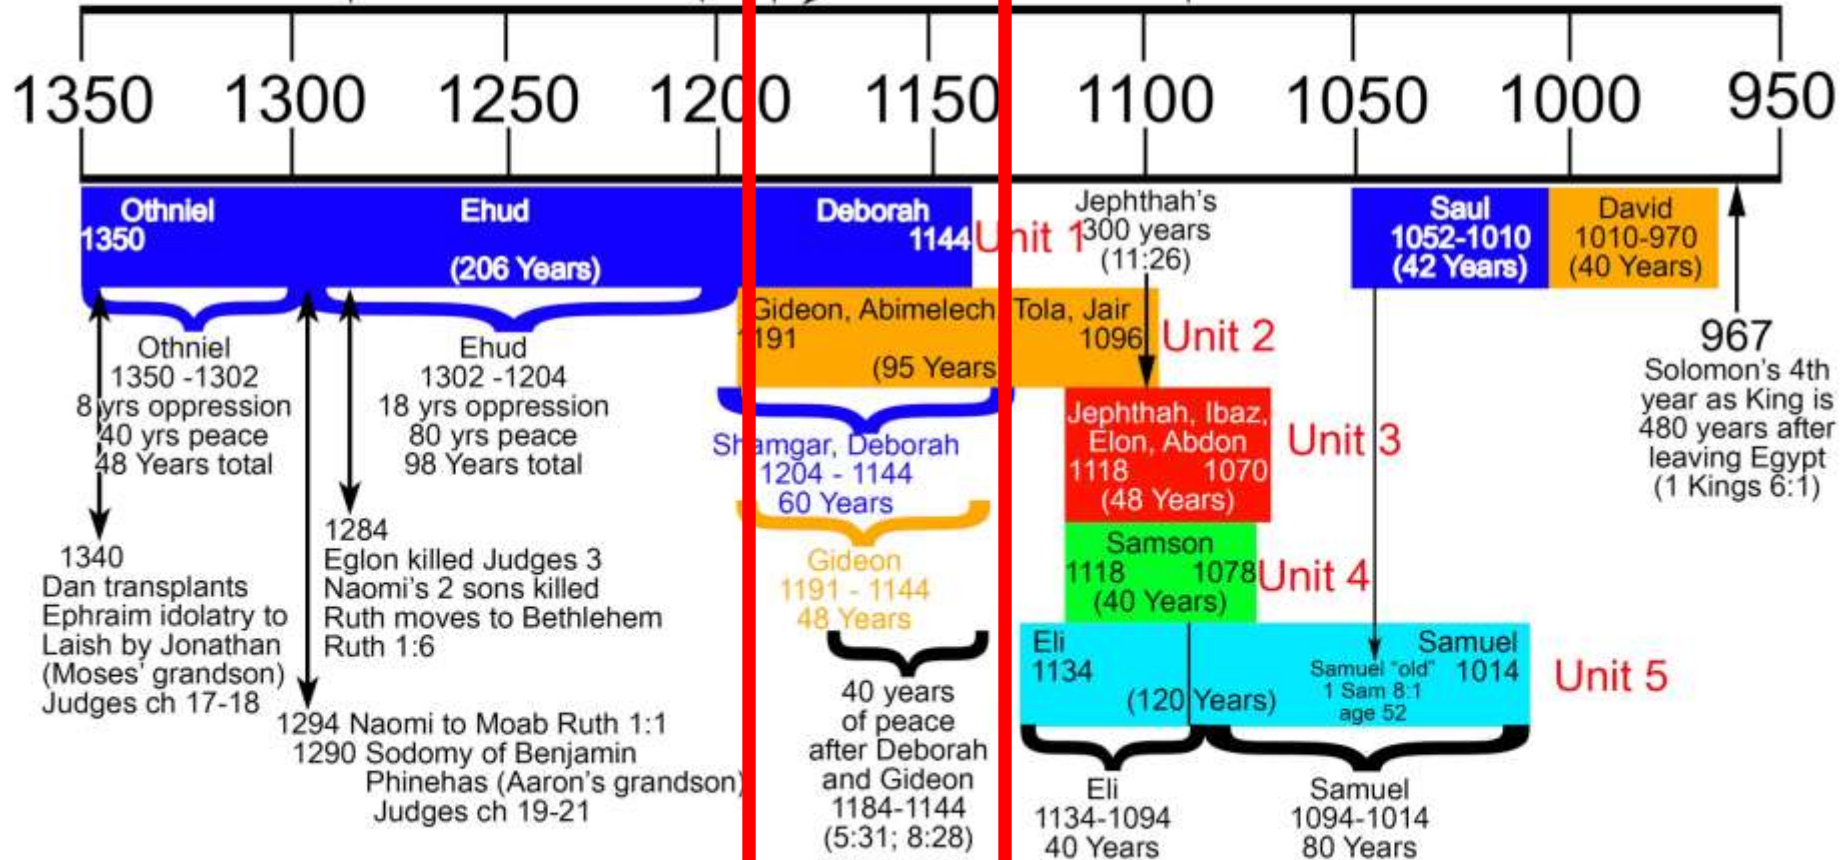 1350 1300 1250 1200 1150 1100 1050 1000 950
Othniel Ehud Deborah
1350 1144
(206 Years)
Unit 1
Jephthah's
300 years
(11:26)
Saul
1052-1010
(42 Years)
David
1010-970
(40 Years)
Gideon, Abimelech Tola, Jair
1191 1096
(95 Years)
Unit 2
Othniel
1350 -1302
8 yrs oppression
40 yrs peace
48 Years total
Ehud
1302 -1204
18 yrs oppression
80 yrs peace
98 Years total
967
Solomon's 4th
year as King is
480 years after
leaving Egypt
(1 Kings 6:1)
Jephthah, Ibaz,
Elon, Abdon
1118 1070
(48 Years)
Unit 3
Shamgar, Deborah
1204 - 1144
60 Years
Samson
1118 1078
(40 Years)
Unit 4
1340
Dan transplants
Ephraim idolatry to
Laish by Jonathan
(Moses' grandson)
Judges ch 17-18
1284
Eglon killed Judges 3
Naomi's 2 sons killed
Ruth moves to Bethlehem
Ruth 1:6
Gideon
1191 - 1144
48 Years
Eli Samuel
1134 1014
(120 Years)
Samuel "old"
1 Sam 8:1
age 52
Unit 5
1294 Naomi to Moab Ruth 1:1
1290 Sodomy of Benjamin
Phinehas (Aaron's grandson)
Judges ch 19-21
40 years
of peace
after Deborah
and Gideon
1184-1144
(5:31; 8:28)
Eli
1134-1094
40 Years
Samuel
1094-1014
80 Years